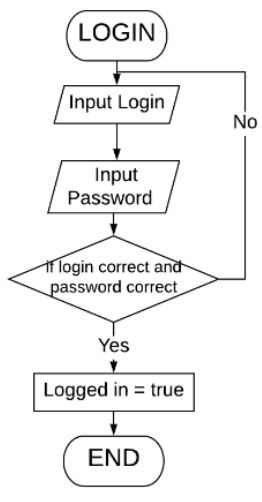 LOGIN
Input Login
No
Input
Password
if login correct and
password correct
Yes
Logged in = true
END